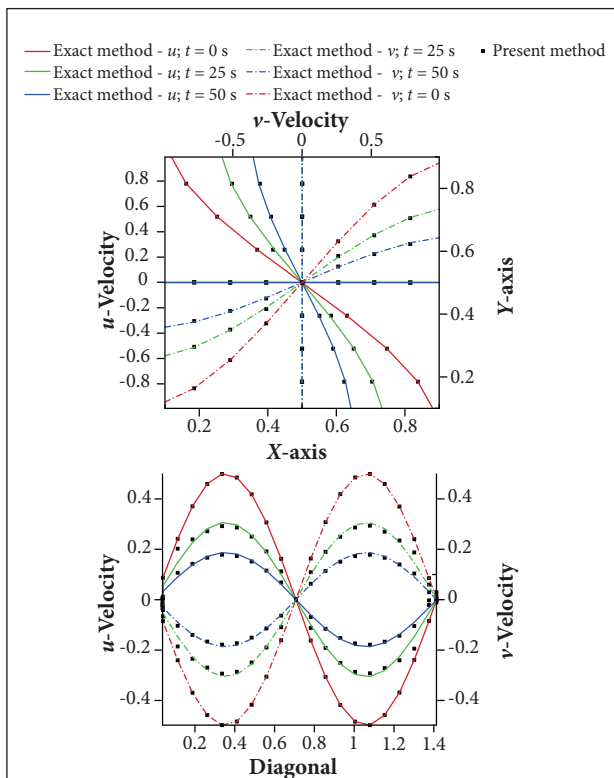 Exact method - u; t = 0 s Exact method - v; t = 25 s Present method
Exact method - u; t = 25 s Exact method - v; t = 50 s
Exact method - u; t = 50 s Exact method - v; t = 0 s
v-Velocity
-0.5 0 0.5
0.8
0.6
0.4
0.2
0
-0.2
-0.4
-0.6
-0.8
u-Velocity
0.8
0.6
0.4
0.2
Y-axis
0.2 0.4 0.6 0.8
X-axis
0.4
0.2
0
-0.2
-0.4
u-Velocity
0.4
0.2
0
-0.2
-0.4
v-Velocity
0.2 0.4 0.6 0.8 1 1.2 1.4
Diagonal